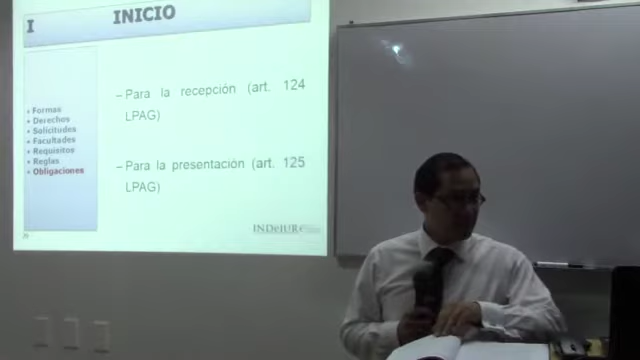 I INICIO
– Para la recepción (art. 124
LPAG)
– Para la presentación (art. 125
LPAG)
• Formas
• Derechos
• Solicitudes
• Facultades
• Requisitos
• Reglas
• Obligaciones
INDeIURE